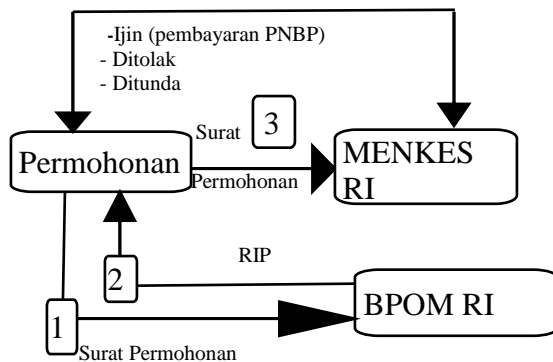 -Ijin (pembayaran PNBP)
- Ditolak
- Ditunda
Surat
3
Permohonan
Permohonan
MENKES
RI
2
RIP
BPOM RI
1
Surat Permohonan